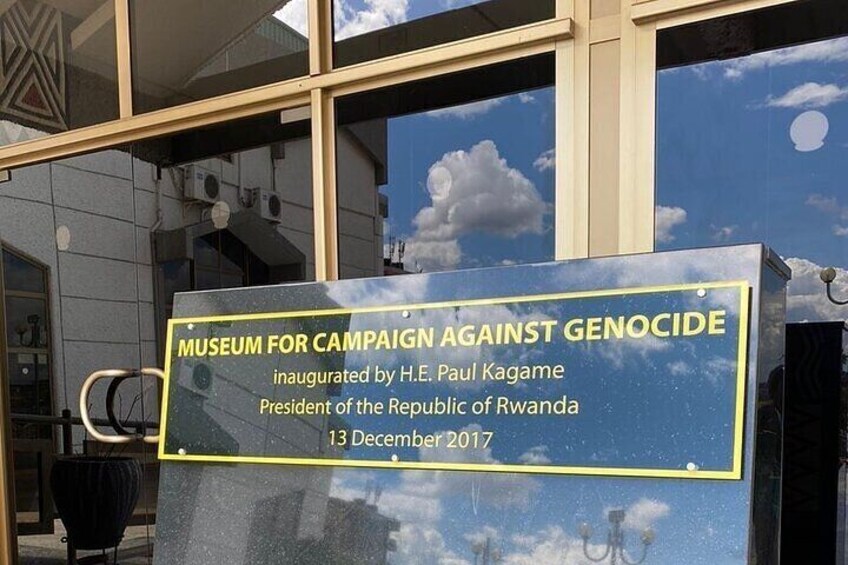 MUSEUM FOR CAMPAIGN AGAINST GENOCIDE
inaugurated by H.E. Paul Kagame
President of the Republic of Rwanda
13 December 2017